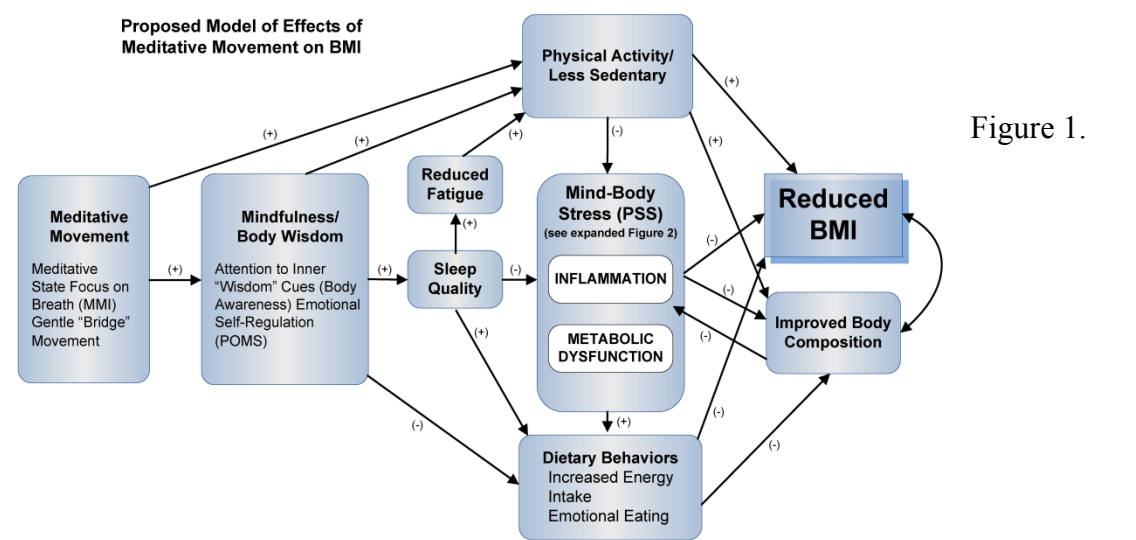 Proposed Model of Effects of
Meditative Movement on BMI
Physical Activity/
Less Sedentary
Figure 1.
(+)
(+)
(+)
(+)
(-)
(+)
Reduced
Fatigue
Meditative
Movement
Meditative
State Focus on
Breath (MMI)
Gentle “Bridge”
Movement
(+)
Mindfulness/
Body Wisdom
Attention to Inner
“Wisdom” Cues (Body
Awareness) Emotional
Self-Regulation
(POMS)
(+)
(+)
Sleep
Quality
(-)
(+)
Mind-Body
Stress (PSS)
(see expanded Figure 2)
INFLAMMATION
METABOLIC
DYSFUNCTION
Reduced
BMI
(-)
(-)
(-)
Improved Body
Composition
(-)
(+)
(-)
(-)
Dietary Behaviors
Increased Energy
Intake
Emotional Eating